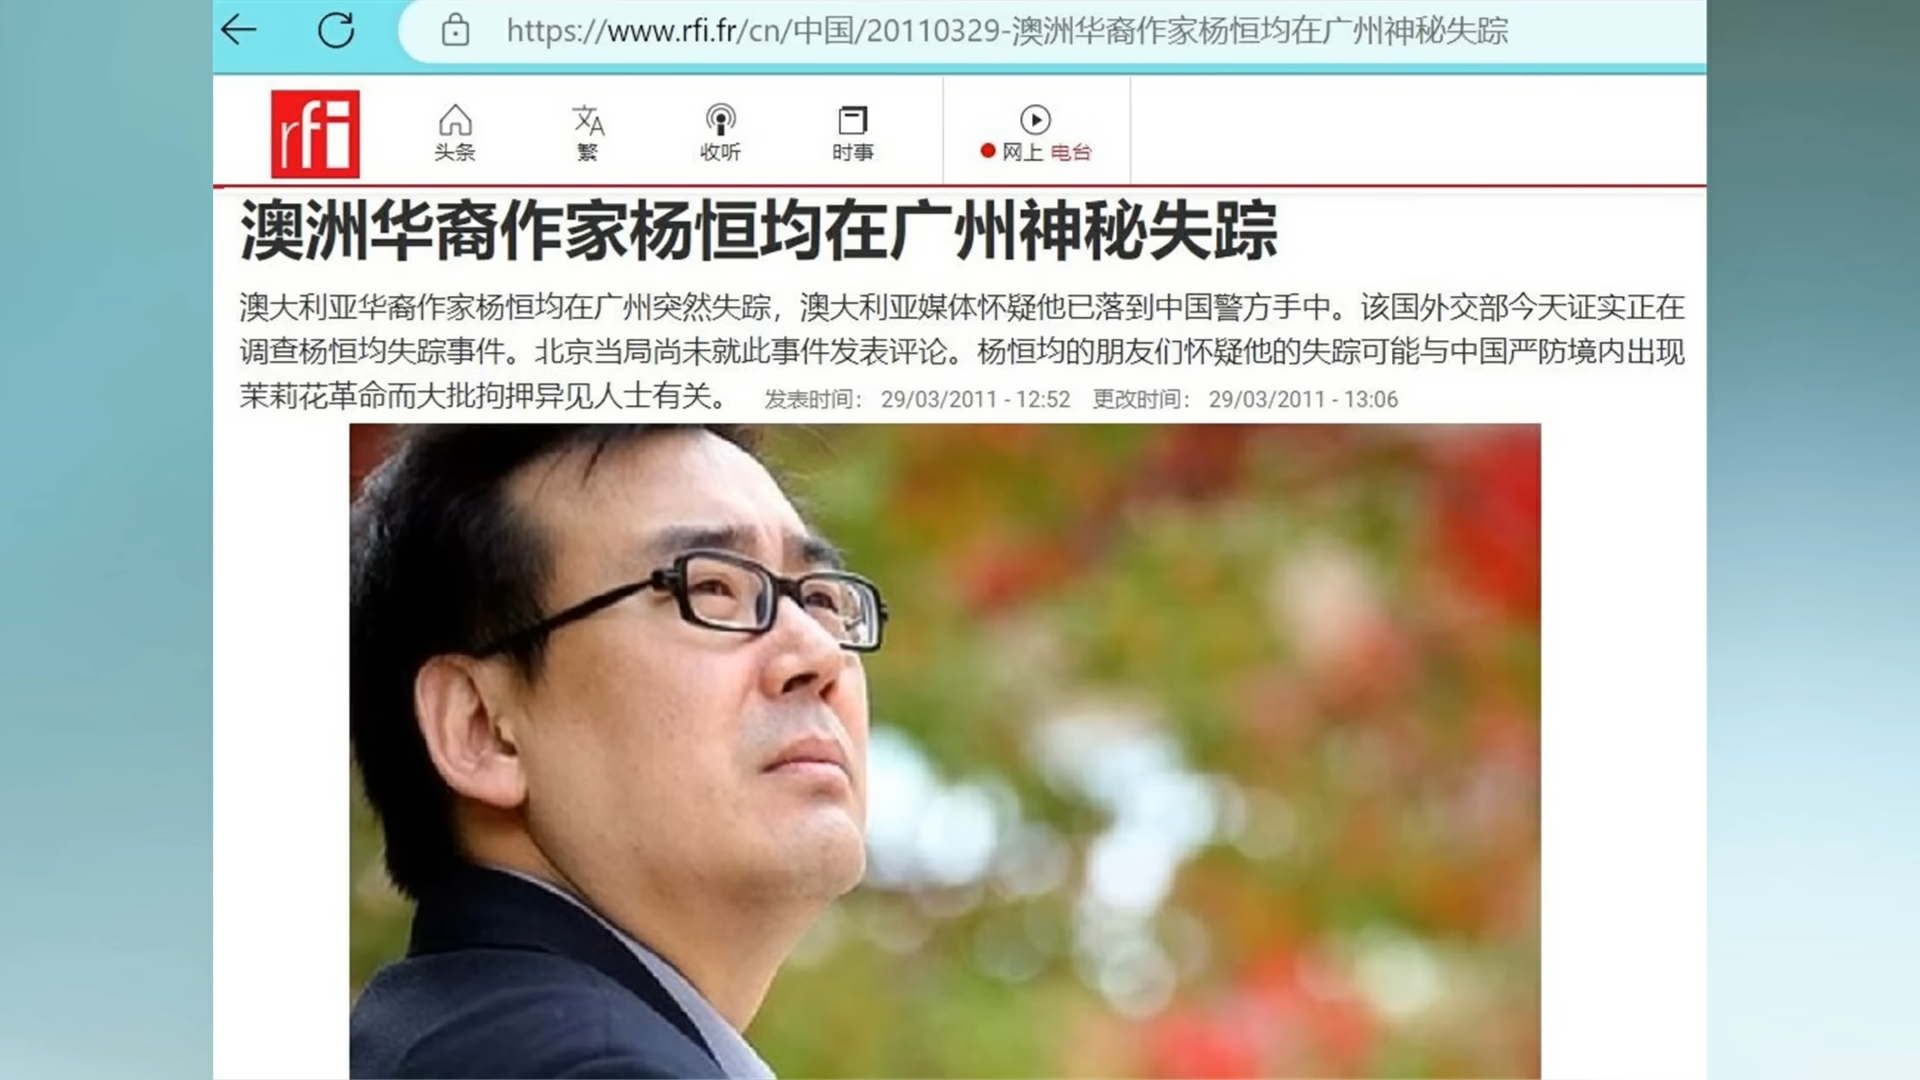 https://www.rfi.fr/cn/中国/20110329-澳洲华裔作家杨恒均在广州神秘失踪
rfi
头条
繁
收听
时事
网上 电台
澳洲华裔作家杨恒均在广州神秘失踪
澳大利亚华裔作家杨恒均在广州突然失踪，澳大利亚媒体怀疑他已落到中国警方手中。该国外交部今天证实正在
调查杨恒均失踪事件。北京当局尚未就此事件发表评论。杨恒均的朋友们怀疑他的失踪可能与中国严防境内出现
茉莉花革命而大批拘押异见人士有关。 发表时间： 29/03/2011 - 12:52 更改时间： 29/03/2011 - 13:06